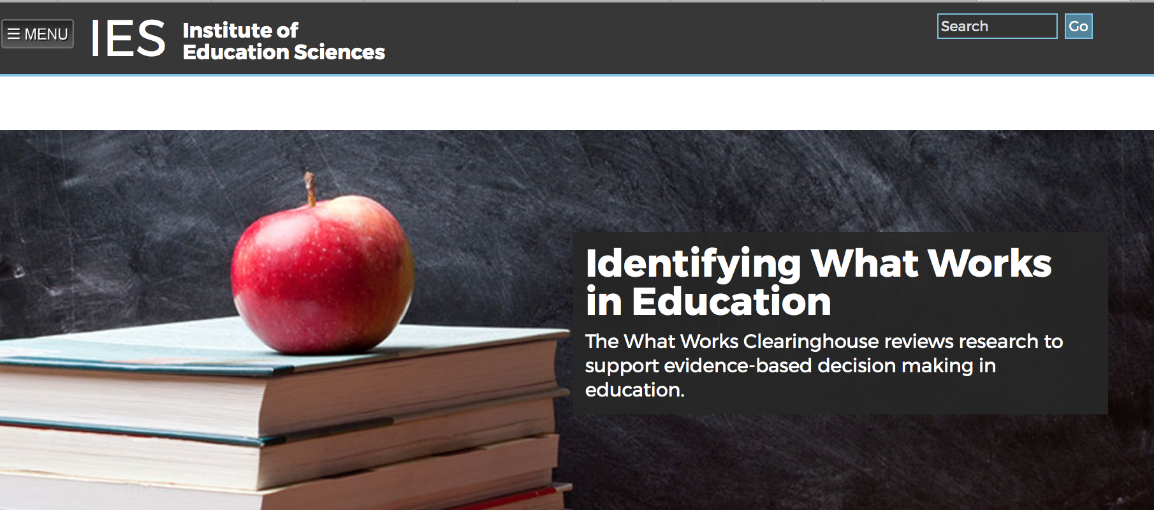 ☰ MENU
IES
Institute of
Education Sciences
Search
Go
Identifying What Works
in Education
The What Works Clearinghouse reviews research to
support evidence-based decision making in
education.